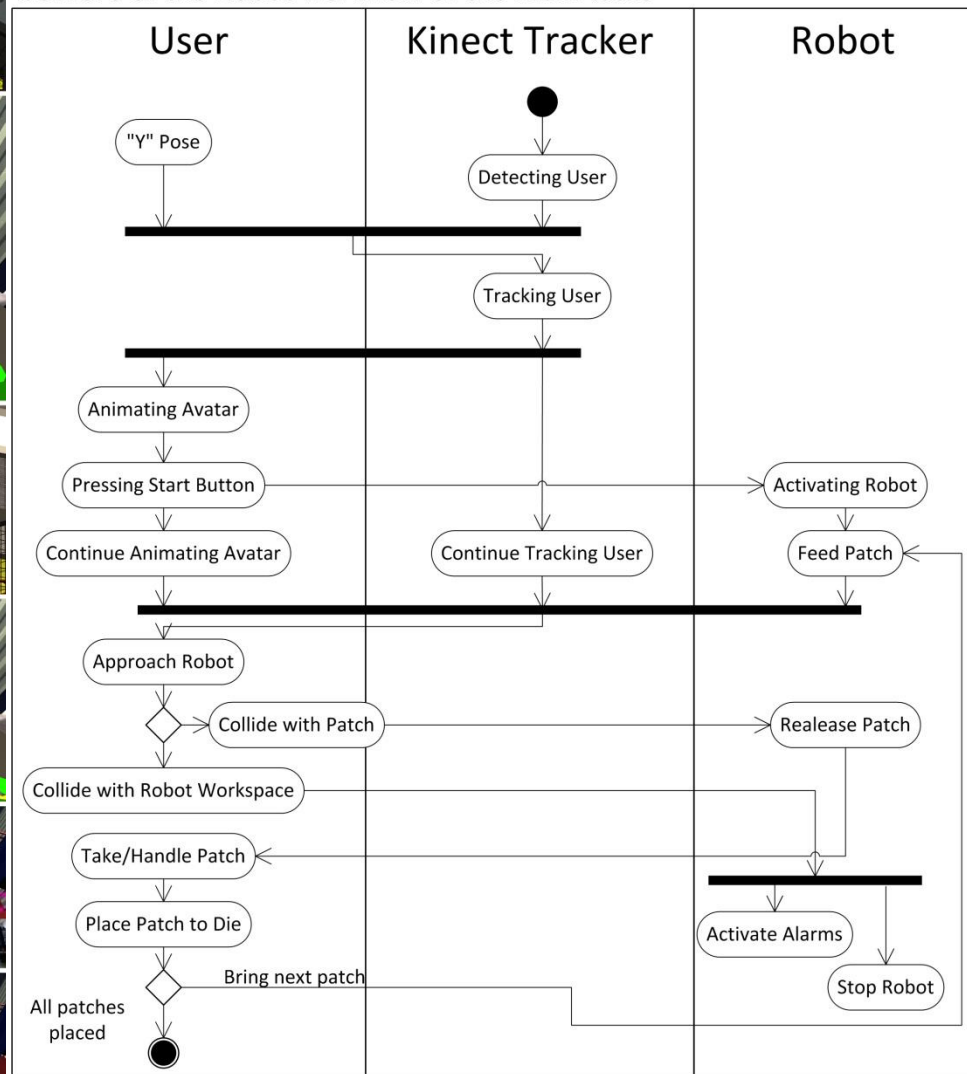 User
Kinect Tracker
Robot
"Y" Pose
Detecting User
Tracking User
Animating Avatar
Pressing Start Button
Activating Robot
Continue Animating Avatar
Continue Tracking User
Feed Patch
Approach Robot
Collide with Patch
Realease Patch
Collide with Robot Workspace
Take/Handle Patch
Place Patch to Die
Activate Alarms
Bring next patch
Stop Robot
All patches
placed